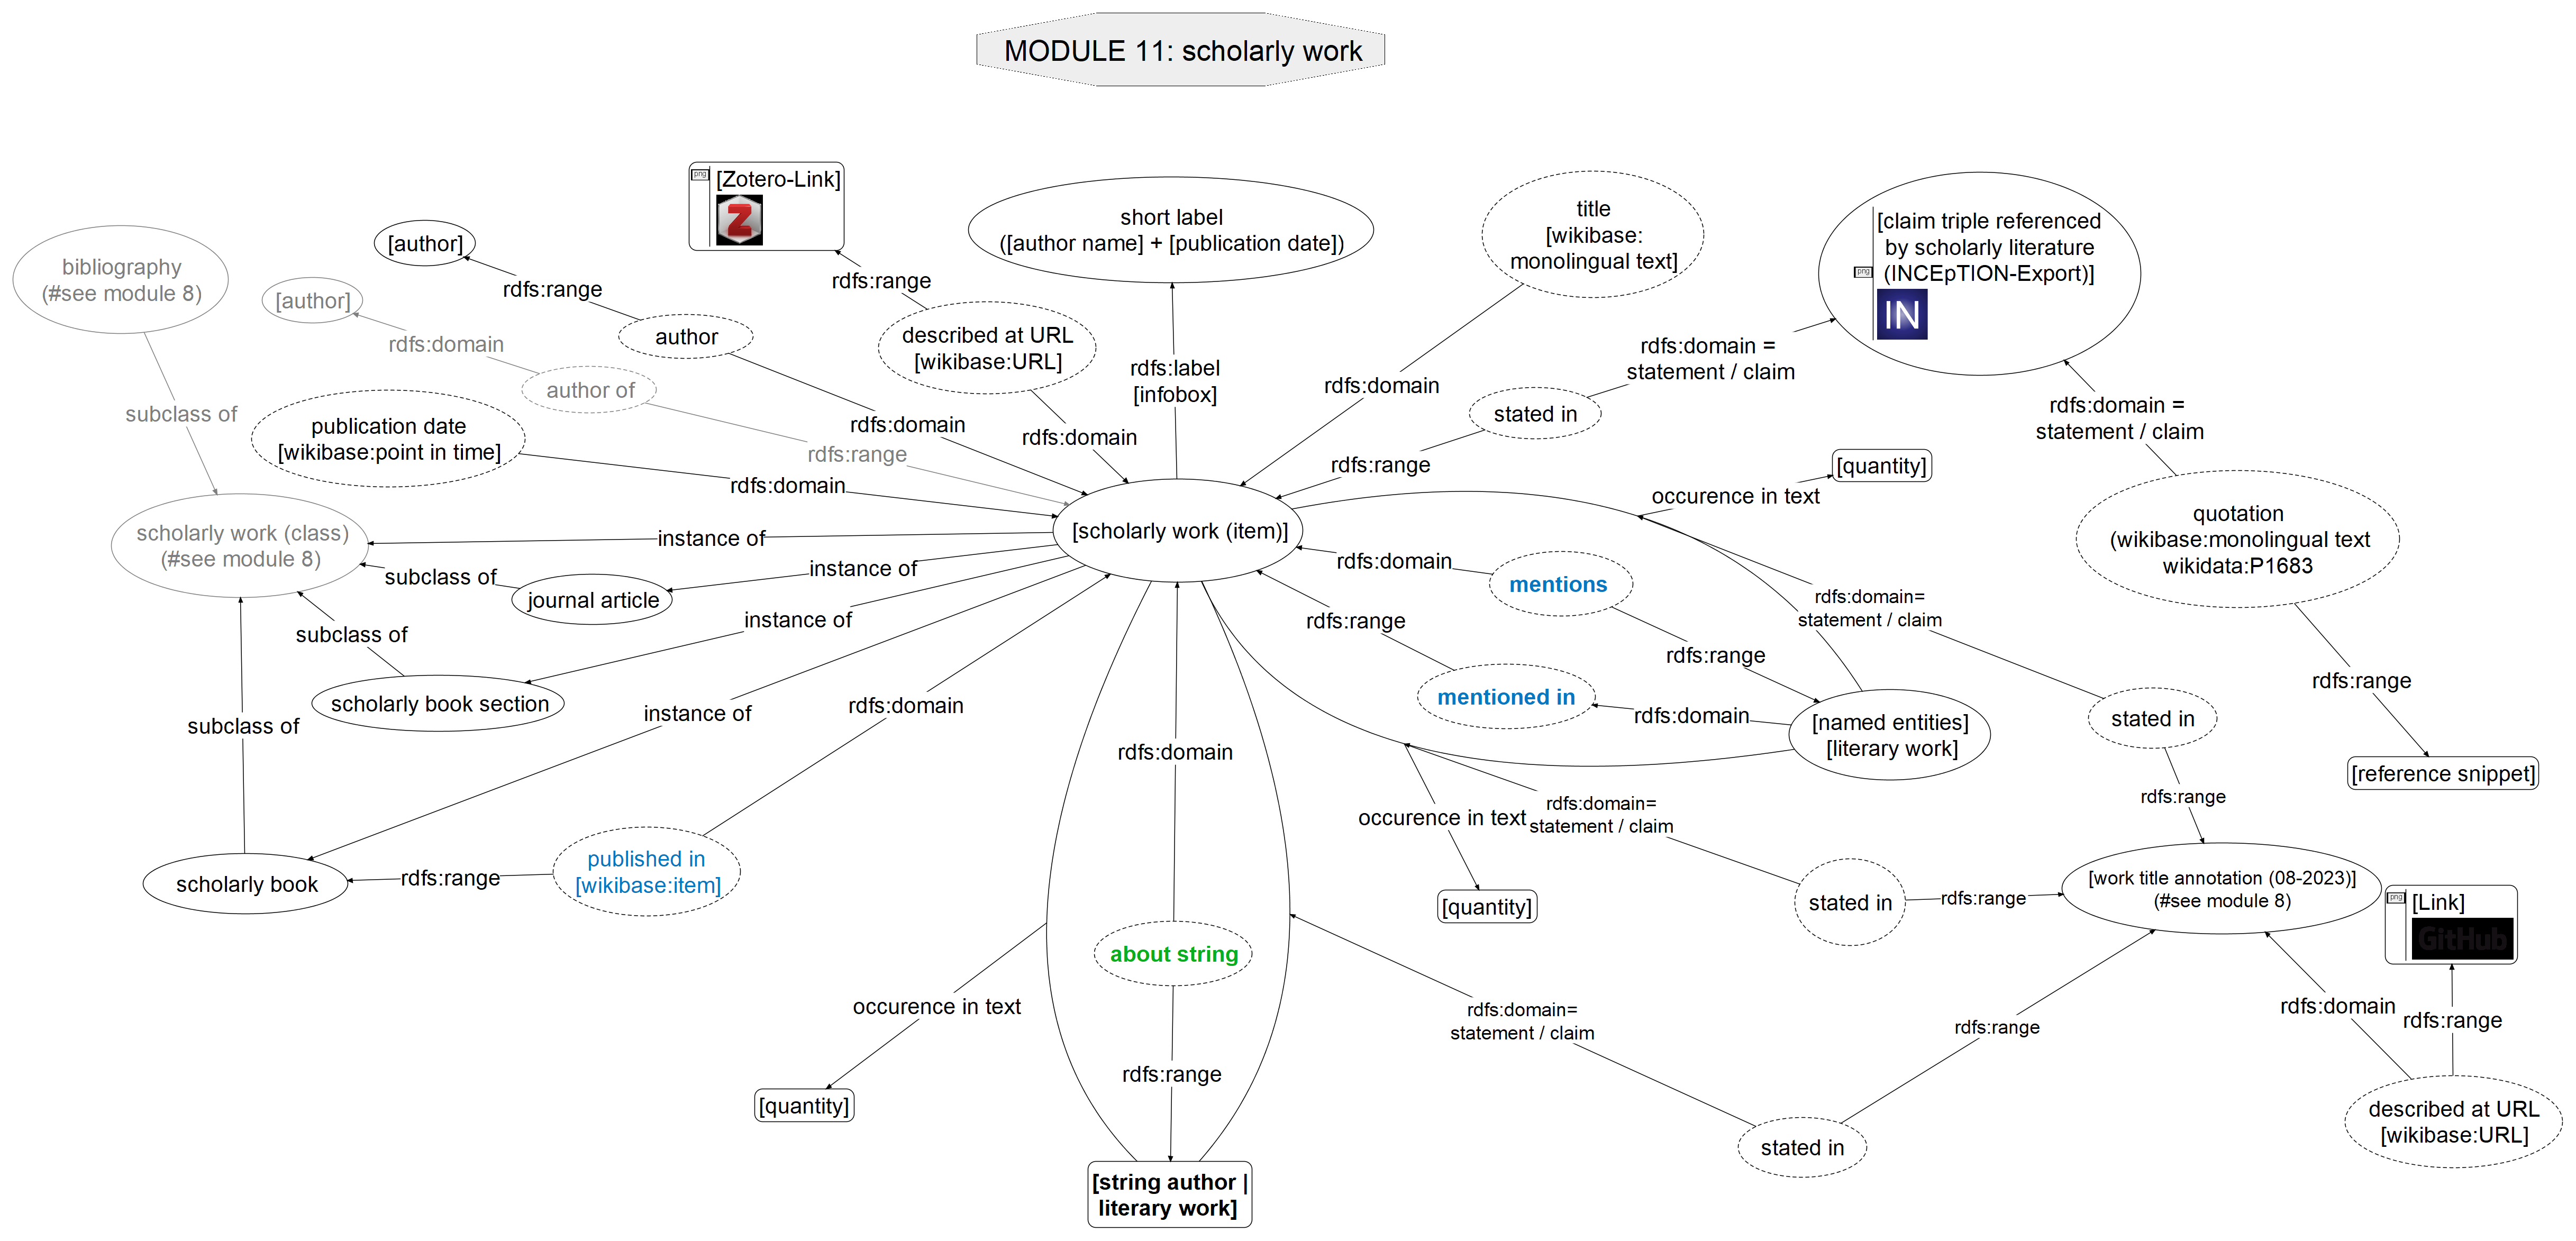 MODULE 11: scholarly work
png
[Zotero-Link]
Z
short label
([author name] + [publication date])
title
[wikibase:
monolingual text]
[claim triple referenced
by scholarly literature
(INCEpTION-Export)]
png
IN
bibliography
(#see module 8)
[author]
[author]
rdfs:range
rdfs:domain
author
author of
rdfs:range
described at URL
[wikibase:URL]
rdfs:label
[infobox]
rdfs:domain
rdfs:domain =
statement / claim
stated in
rdfs:domain =
statement / claim
subclass of
publication date
[wikibase:point in time]
rdfs:domain
rdfs:range
rdfs:domain
rdfs:range
[quantity]
rdfs:domain
occurence in text
scholarly work (class)
(#see module 8)
instance of
[scholarly work (item)]
quotation
(wikibase:monolingual text
wikidata:P1683
subclass of
journal article
instance of
rdfs:domain
mentions
rdfs:domain=
statement / claim
subclass of
instance of
rdfs:range
rdfs:range
rdfs:range
scholarly book section
instance of
rdfs:domain
mentioned in
rdfs:domain
[named entities]
[literary work]
stated in
subclass of
rdfs:domain
[reference snippet]
rdfs:range
occurence in text
rdfs:domain=
statement / claim
scholarly book
rdfs:range
published in
[wikibase:item]
[quantity]
stated in
rdfs:range
[work title annotation (08-2023)]
(#see module 8)
png
[Link]
GitHub
about string
occurence in text
rdfs:domain=
statement / claim
rdfs:range
rdfs:domain
rdfs:range
rdfs:range
[quantity]
stated in
described at URL
[wikibase:URL]
[string author |
literary work]